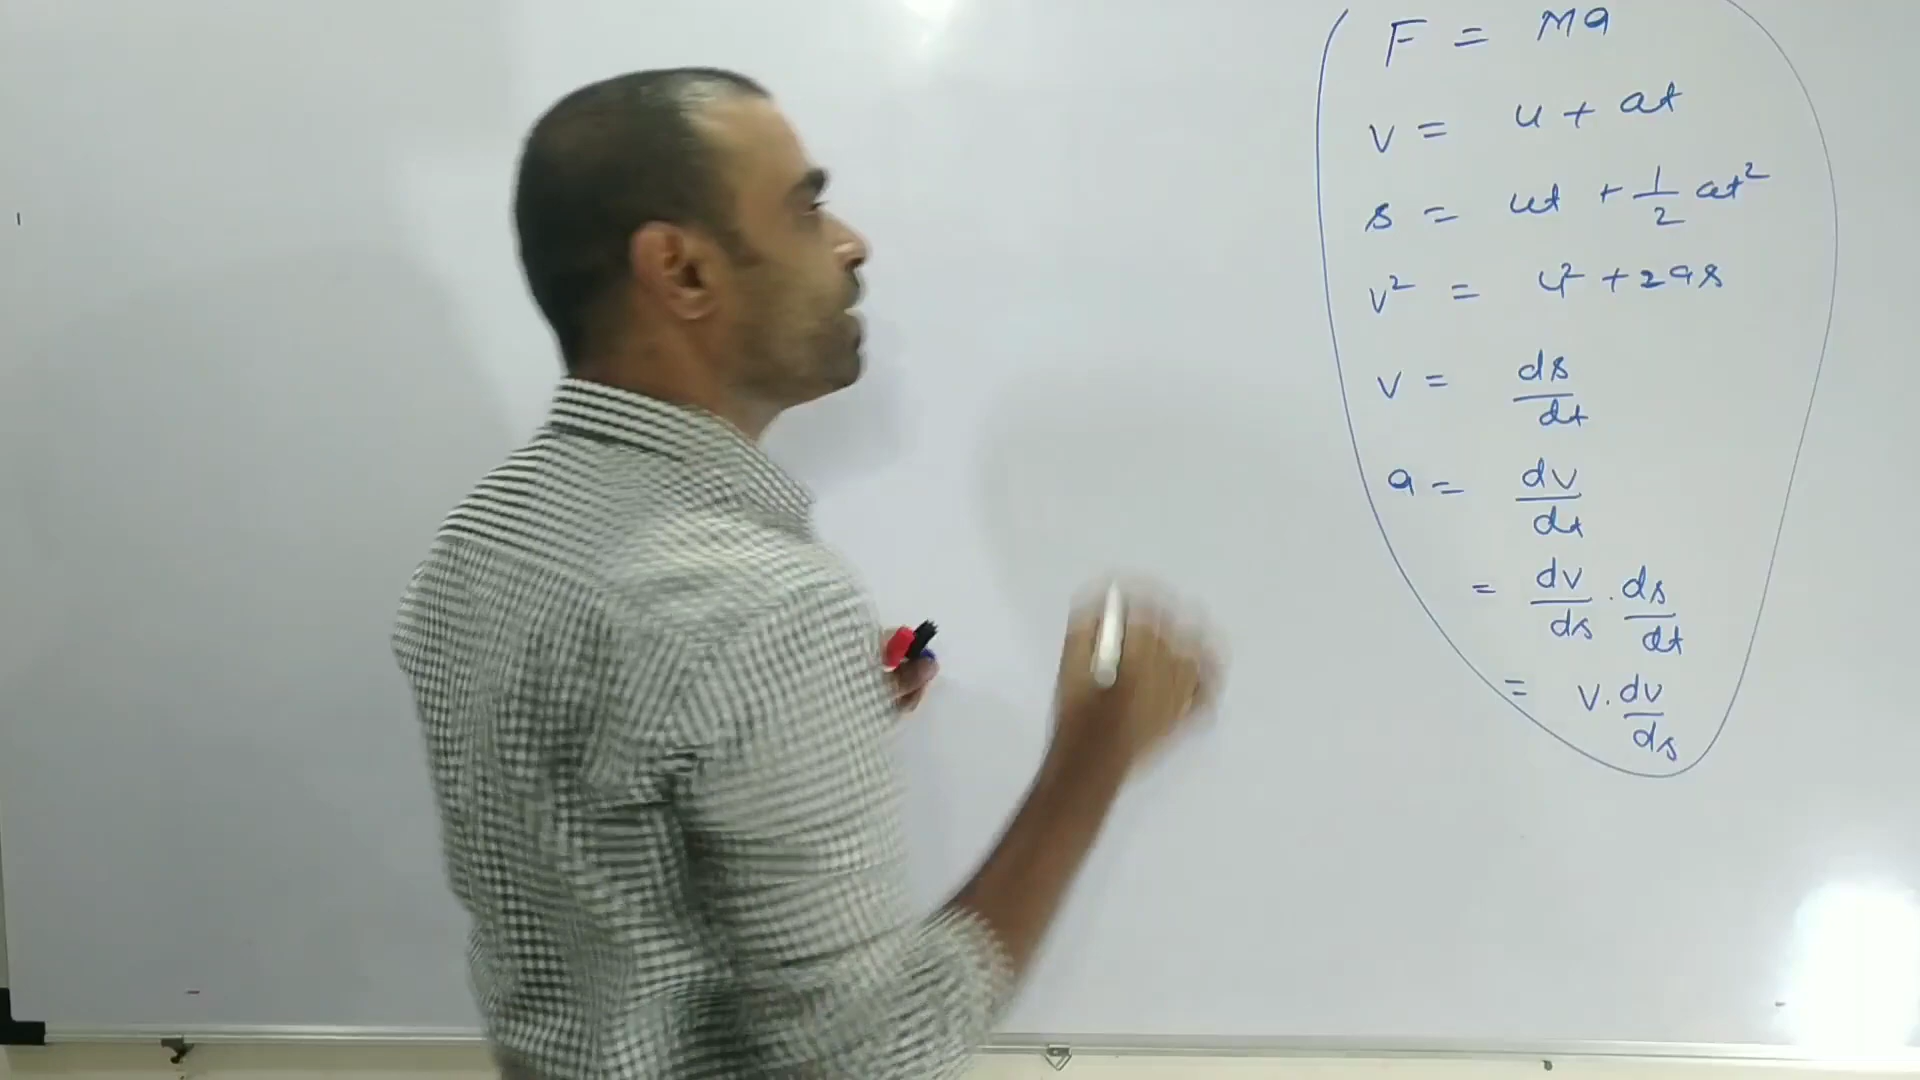 F = Ma
v = u + at
s = ut + 1/2 at²
v² = u² + 2as
v = ds/dt
a = dv/dt
= dv/ds . ds/dt
= v. dv/ds